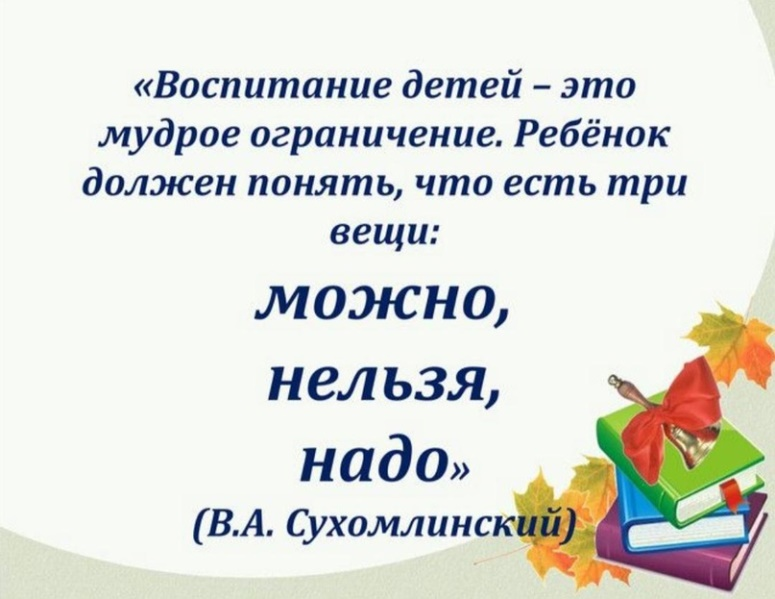 «Воспитание детей – это
мудрое ограничение. Ребёнок
должен понять, что есть три
вещи:
можно,
нельзя,
надо»
(В.А. Сухомлинский)